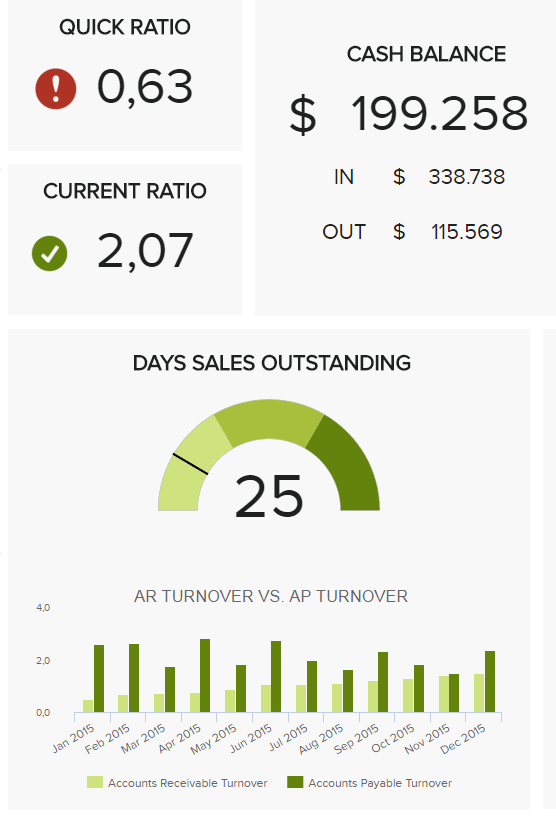 QUICK RATIO
0,63
CURRENT RATIO
2,07
CASH BALANCE
$ 199.258
IN $ 338.738
OUT $ 115.569
DAYS SALES OUTSTANDING
25
AR TURNOVER VS. AP TURNOVER
4,0
2,0
0,0
Jan 2015 Feb 2015 Mar 2015 Apr 2015 May 2015 Jun 2015 Jul 2015 Aug 2015 Sep 2015 Oct 2015 Nov 2015 Dec 2015
Accounts Receivable Turnover Accounts Payable Turnover